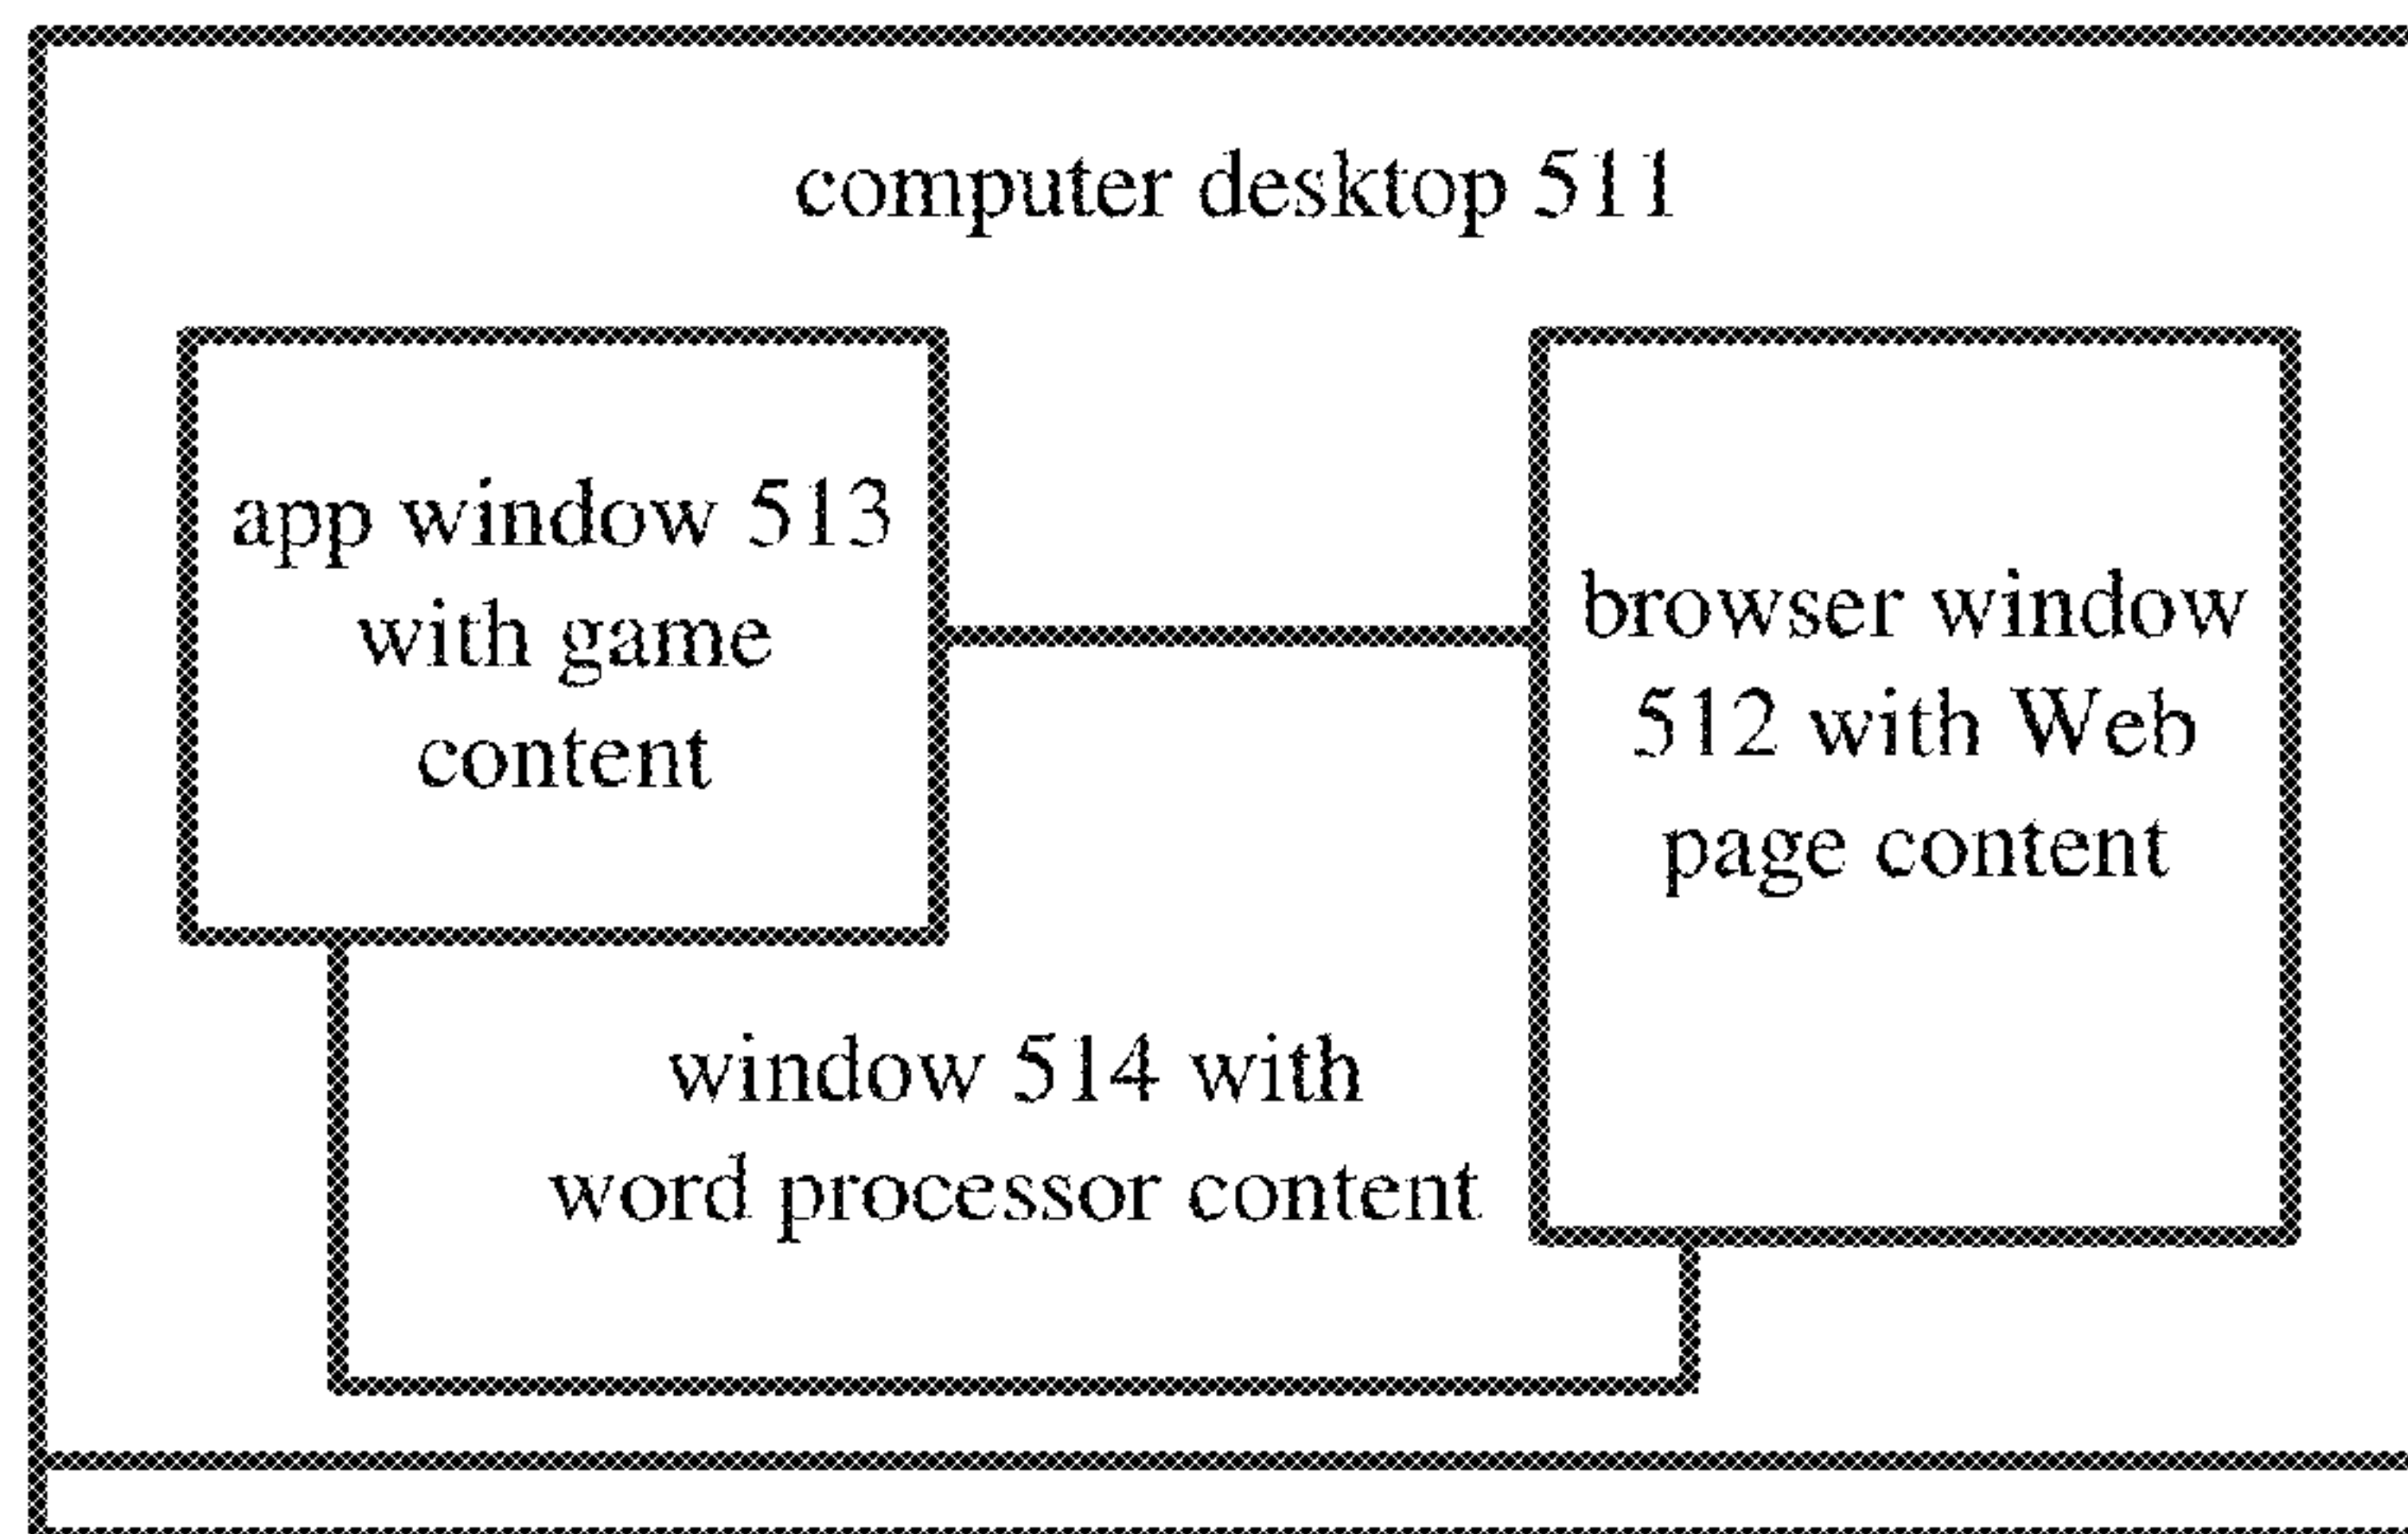 computer desktop 511
app window 513
with game
content
browser window
512 with Web
page content
window 514 with
word processor content